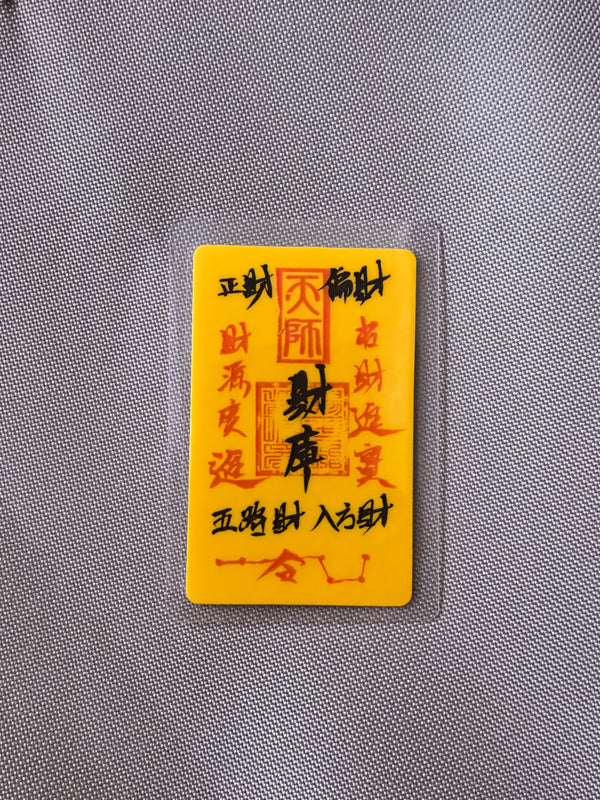 正財 偏財
天師
招財進寶
財庫
財源廣進
五路財 八方財
令